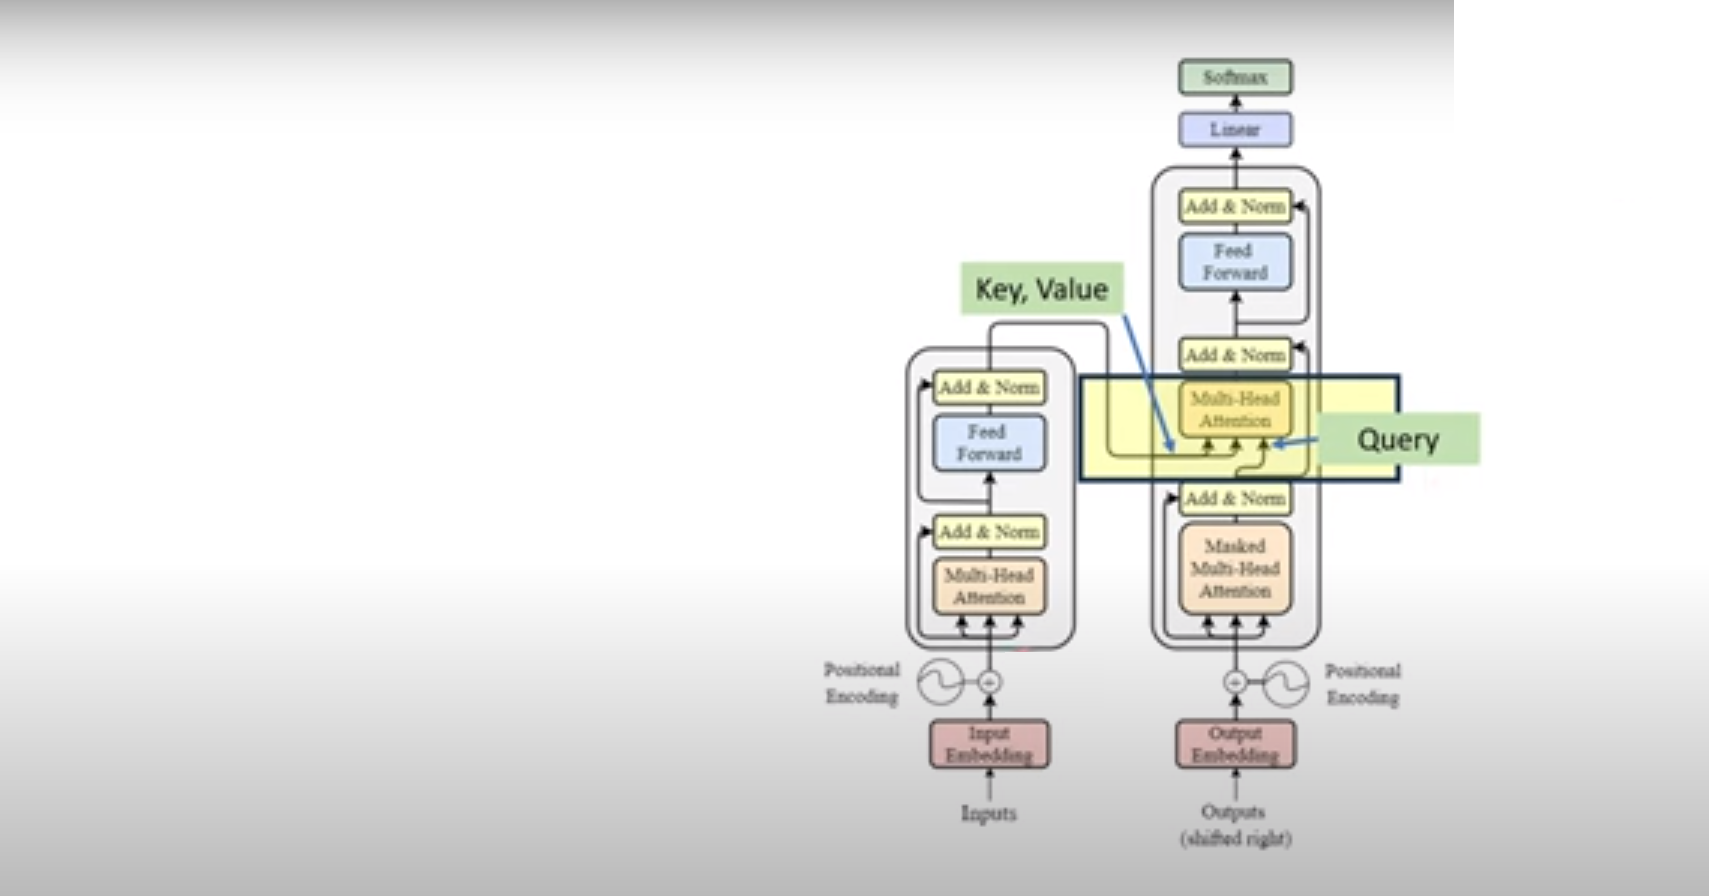 Softmax
Linear
Add & Norm
Feed
Forward
Add & Norm
Multi-Head
Attention
Key, Value
Query
Add & Norm
Masked
Multi-Head
Attention
Add & Norm
Feed
Forward
Add & Norm
Multi-Head
Attention
Positional
Encoding
Positional
Encoding
Input
Embedding
Output
Embedding
Inputs
Outputs
(shifted right)